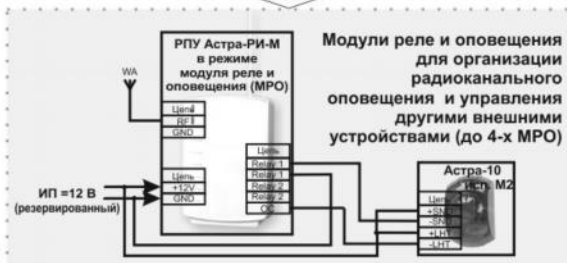 РПУ Астра-РИ-М
в режиме
модуля реле и
оповещения (МРО)
Модули реле и оповещения
для организации
радиоканального
оповещения и управления
другими внешними
устройствами (до 4-х МРО)
WA
Цепь
RF
GND
Цепь
+12V
GND
Цепь
Relay 1
Relay 1
Relay 2
Relay 2
OC
ИП =12 В
(резервированный)
Астра-10
исп. М2
Цепь
+SND
-SND
+LHT
-LHT